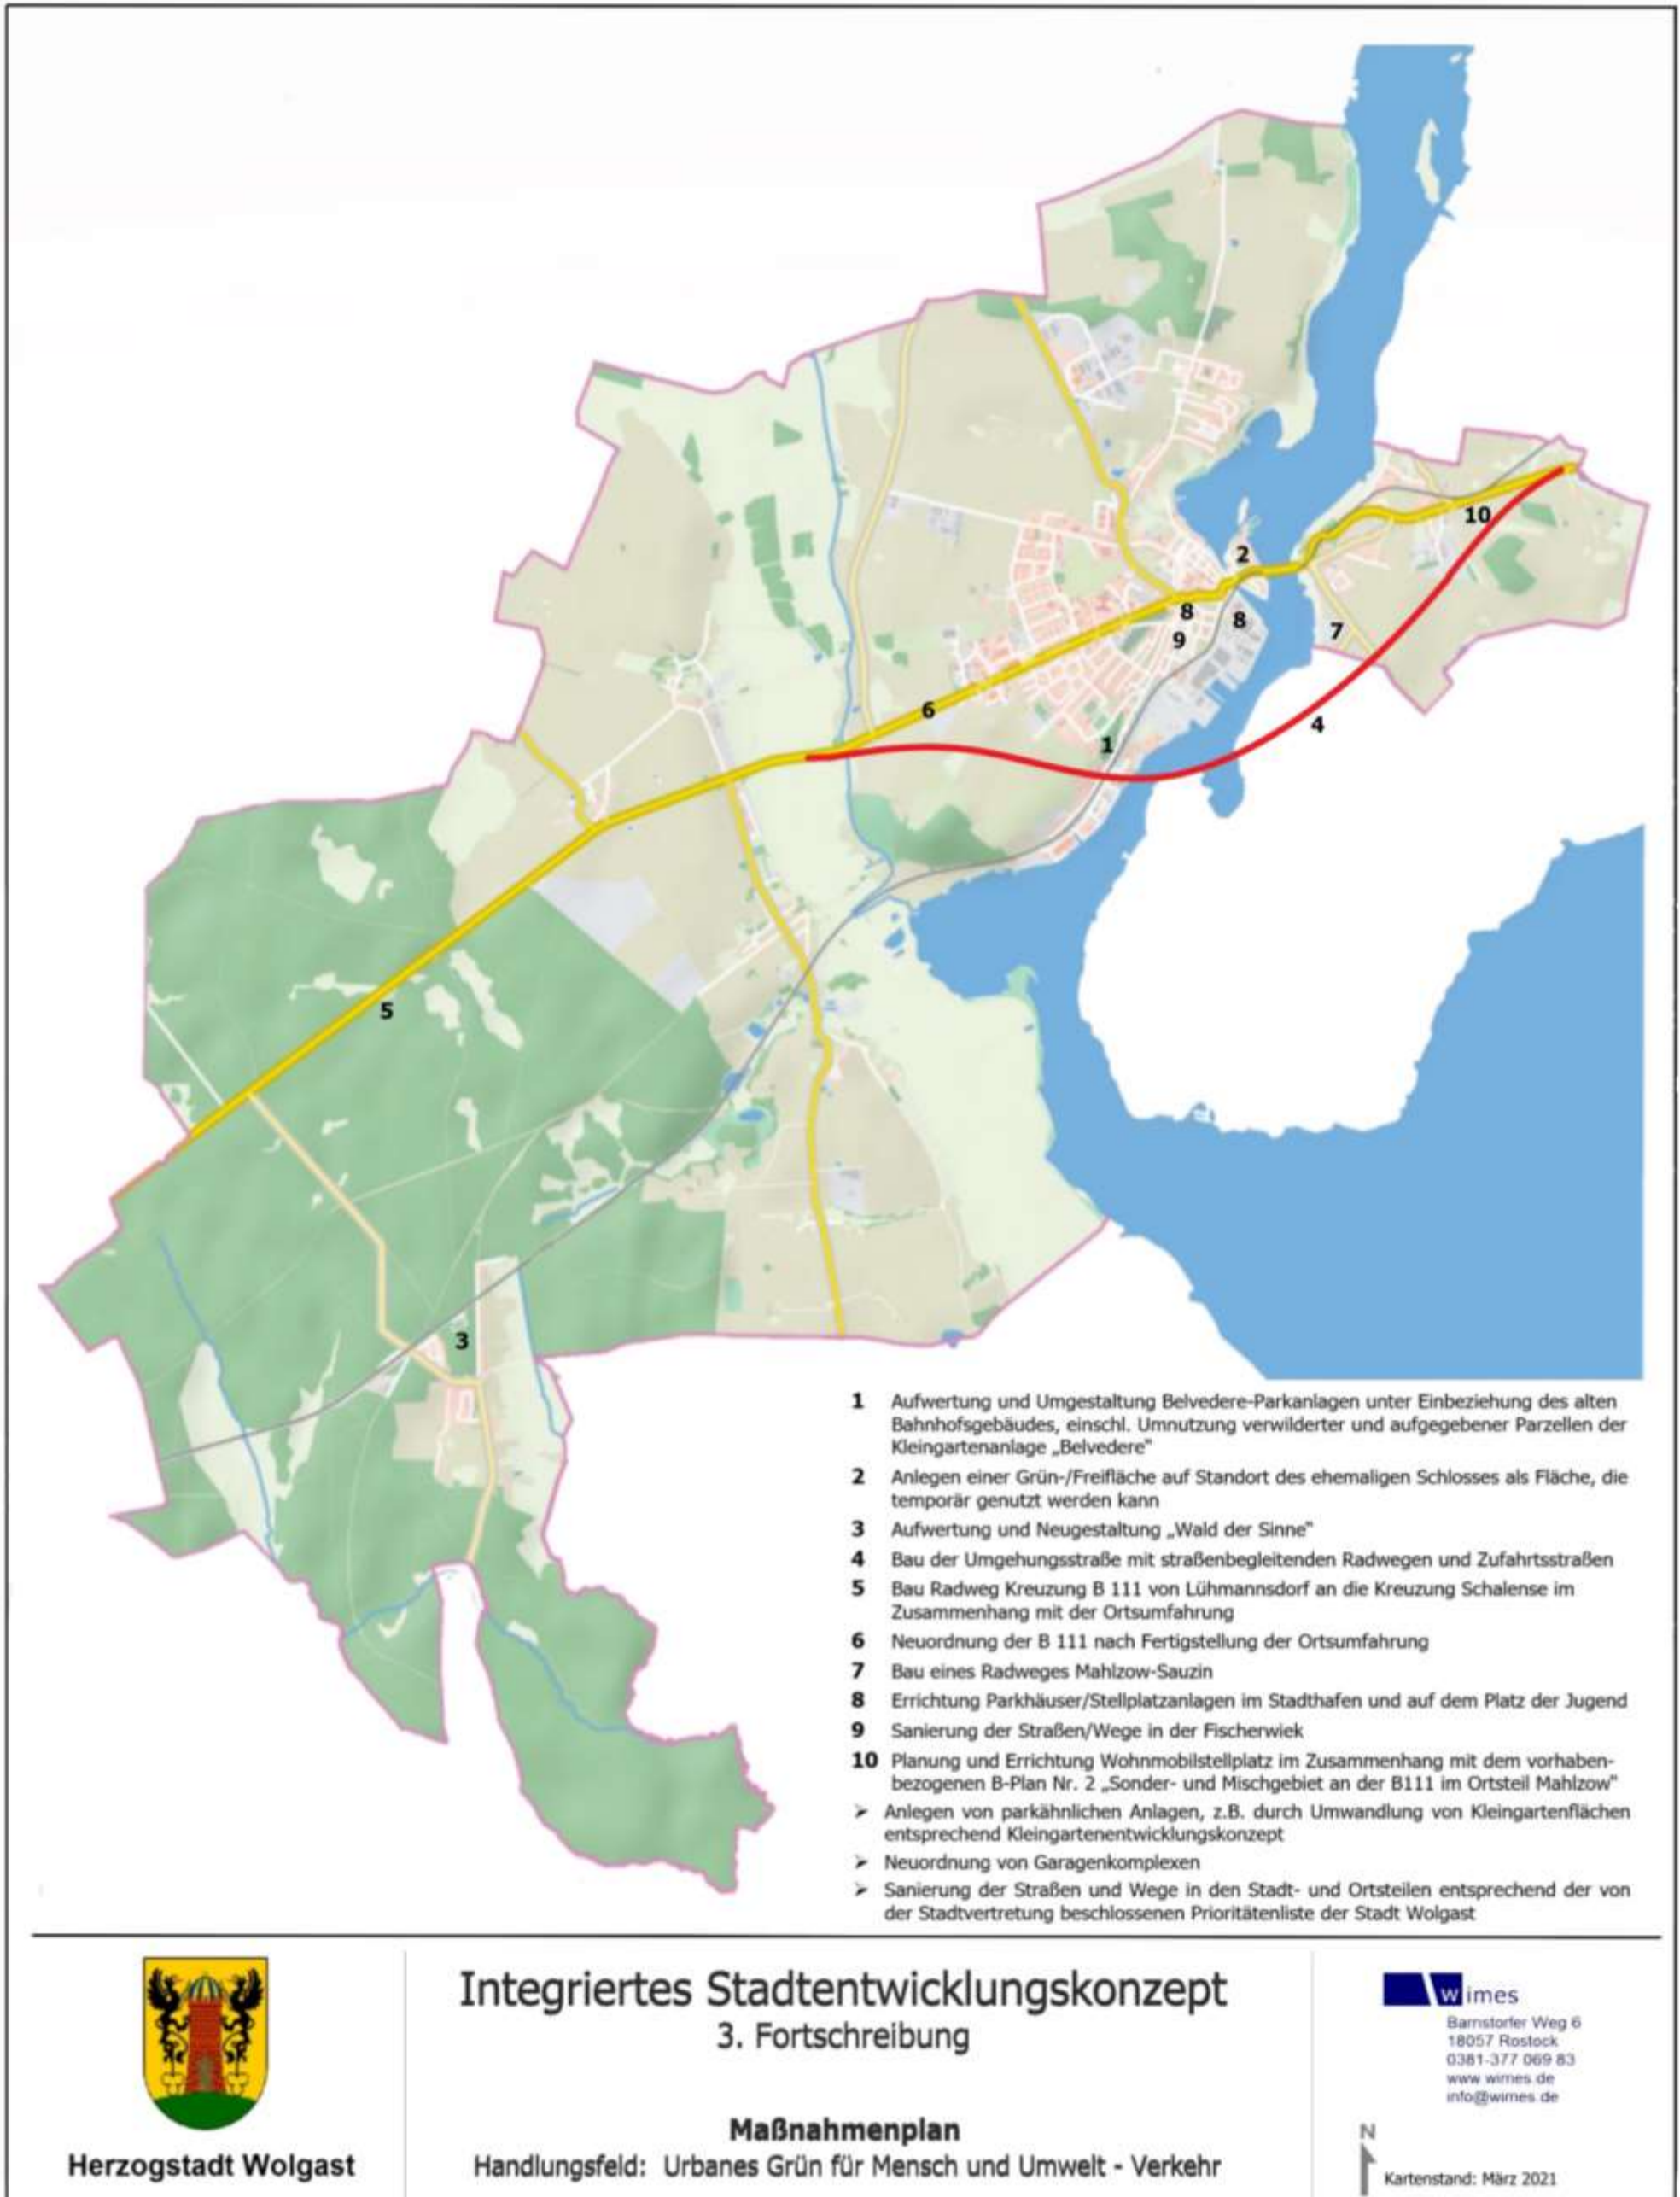 2
10
8
8
7
9
6
4
1
5
3
1 Aufwertung und Umgestaltung Belvedere-Parkanlagen unter Einbeziehung des alten
Bahnhofsgebäudes, einschl. Umnutzung verwilderter und aufgegebener Parzellen der
Kleingartenanlage „Belvedere"
2 Anlegen einer Grün-/Freifläche auf Standort des ehemaligen Schlosses als Fläche, die
temporär genutzt werden kann
3 Aufwertung und Neugestaltung „Wald der Sinne"
4 Bau der Umgehungsstraße mit straßenbegleitenden Radwegen und Zufahrtsstraßen
5 Bau Radweg Kreuzung B 111 von Lühmannsdorf an die Kreuzung Schalense im
Zusammenhang mit der Ortsumfahrung
6 Neuordnung der B 111 nach Fertigstellung der Ortsumfahrung
7 Bau eines Radweges Mahlzow-Sauzin
8 Errichtung Parkhäuser/Stellplatzanlagen im Stadthafen und auf dem Platz der Jugend
9 Sanierung der Straßen/Wege in der Fischerwiek
10 Planung und Errichtung Wohnmobilstellplatz im Zusammenhang mit dem vorhaben-
bezogenen B-Plan Nr. 2 „Sonder- und Mischgebiet an der B111 im Ortsteil Mahlzow"
➢ Anlegen von parkähnlichen Anlagen, z.B. durch Umwandlung von Kleingartenflächen
entsprechend Kleingartenentwicklungskonzept
➢ Neuordnung von Garagenkomplexen
➢ Sanierung der Straßen und Wege in den Stadt- und Ortsteilen entsprechend der von
der Stadtvertretung beschlossenen Prioritätenliste der Stadt Wolgast
Herzogstadt Wolgast
Integriertes Stadtentwicklungskonzept
3. Fortschreibung
Maßnahmenplan
Handlungsfeld: Urbanes Grün für Mensch und Umwelt - Verkehr
wimes
Barnstorfer Weg 6
18057 Rostock
0381-377 069 83
www.wimes.de
info@wimes.de
N
Kartenstand: März 2021